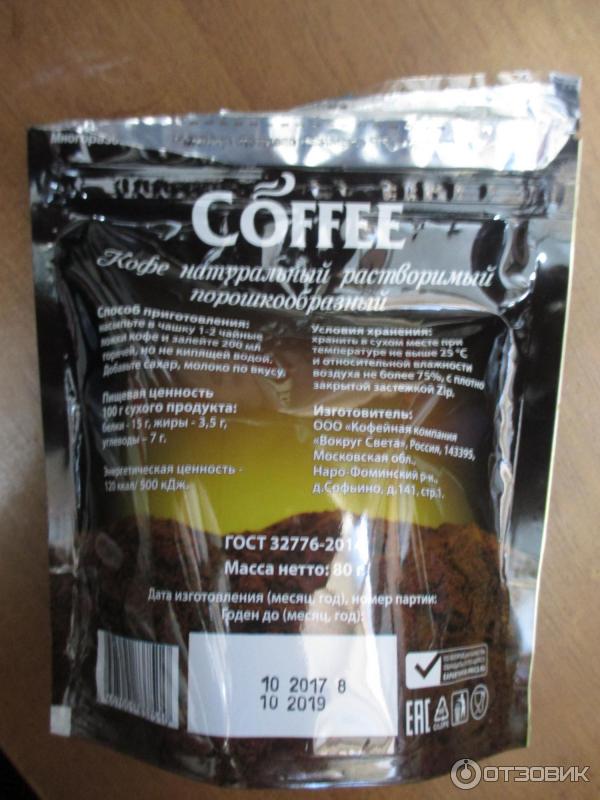 Многоразо
COFFEE
Кофе натуральный растворимый
порошкообразный
Способ приготовления:
насыпьте в чашку 1-2 чайные
ложки кофе и залейте 200 мл
горячей, но не кипящей водой.
Добавьте сахар, молоко по вкусу.
Пищевая ценность
100 г сухого продукта:
белки - 15 г, жиры - 3,5 г,
углеводы – 7 г.
Энергетическая ценность -
120 ккал/ 500 кДж.
Условия хранения:
хранить в сухом месте при
температуре не выше 25 °С
и относительной влажности
воздуха не более 75%, с плотно
закрытой застежкой Zip.
Изготовитель:
ООО «Кофейная компания
«Вокруг Света», Россия, 143395,
Московская обл.,
Наро-Фоминский р-н.,
д.Софьино, д.141, стр.1.
ГОСТ 32776-2014
Масса нетто: 80 г
Дата изготовления (месяц, год), номер партии:
Годен до (месяц, год):
10 2017 8
10 2019
EAC
ОТЗОВИК